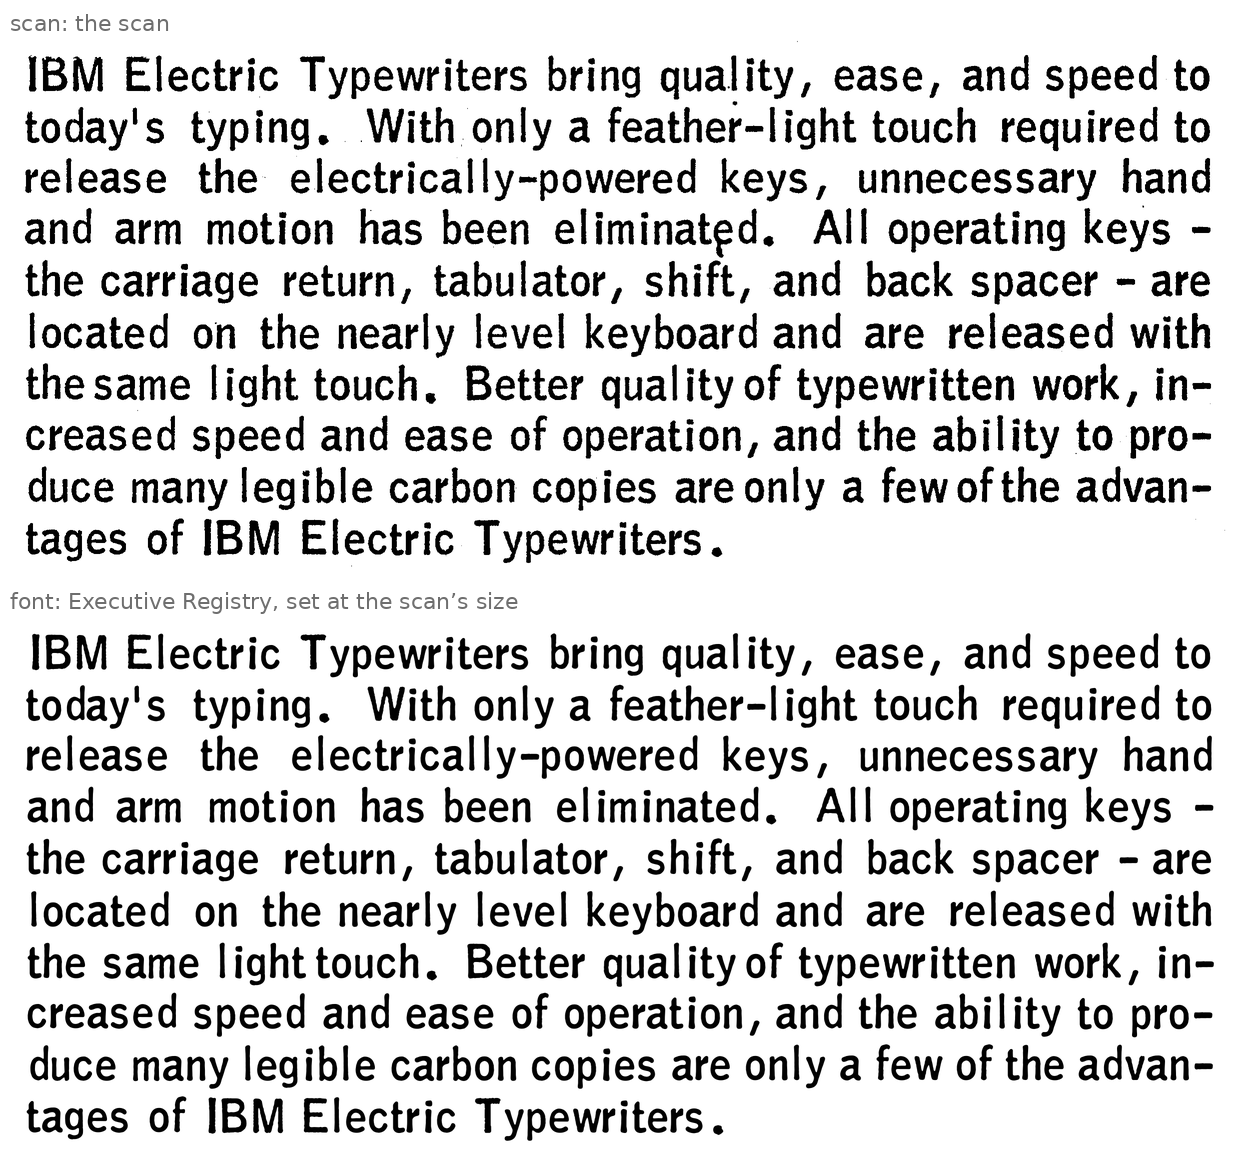 scan: the scan
IBM Electric Typewriters bring quality, ease, and speed to
today's typing. With only a feather-light touch required to
release the electrically-powered keys, unnecessary hand
and arm motion has been eliminated. All operating keys -
the carriage return, tabulator, shift, and back spacer - are
located on the nearly level keyboard and are released with
the same light touch. Better quality of typewritten work, in-
creased speed and ease of operation, and the ability to pro-
duce many legible carbon copies are only a few of the advan-
tages of IBM Electric Typewriters.
font: Executive Registry, set at the scan’s size
IBM Electric Typewriters bring quality, ease, and speed to
today's typing. With only a feather-light touch required to
release the electrically-powered keys, unnecessary hand
and arm motion has been eliminated. All operating keys -
the carriage return, tabulator, shift, and back spacer - are
located on the nearly level keyboard and are released with
the same light touch. Better quality of typewritten work, in-
creased speed and ease of operation, and the ability to pro-
duce many legible carbon copies are only a few of the advan-
tages of IBM Electric Typewriters.